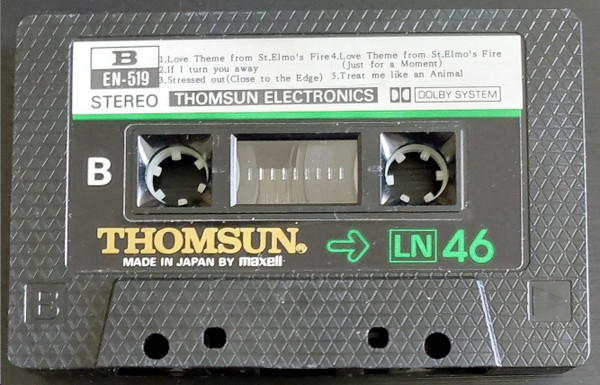 B
EN-519
1.Love Theme from St.Elmo's Fire
2.If I turn you away
3.Stressed out(Close to the Edge)
4.Love Theme from St.Elmo's Fire
(Just for a Moment)
5.Treat me like an Animal
STEREO THOMSUN ELECTRONICS DOLBY SYSTEM
B
THOMSUN.
MADE IN JAPAN BY maxell
LN 46
B